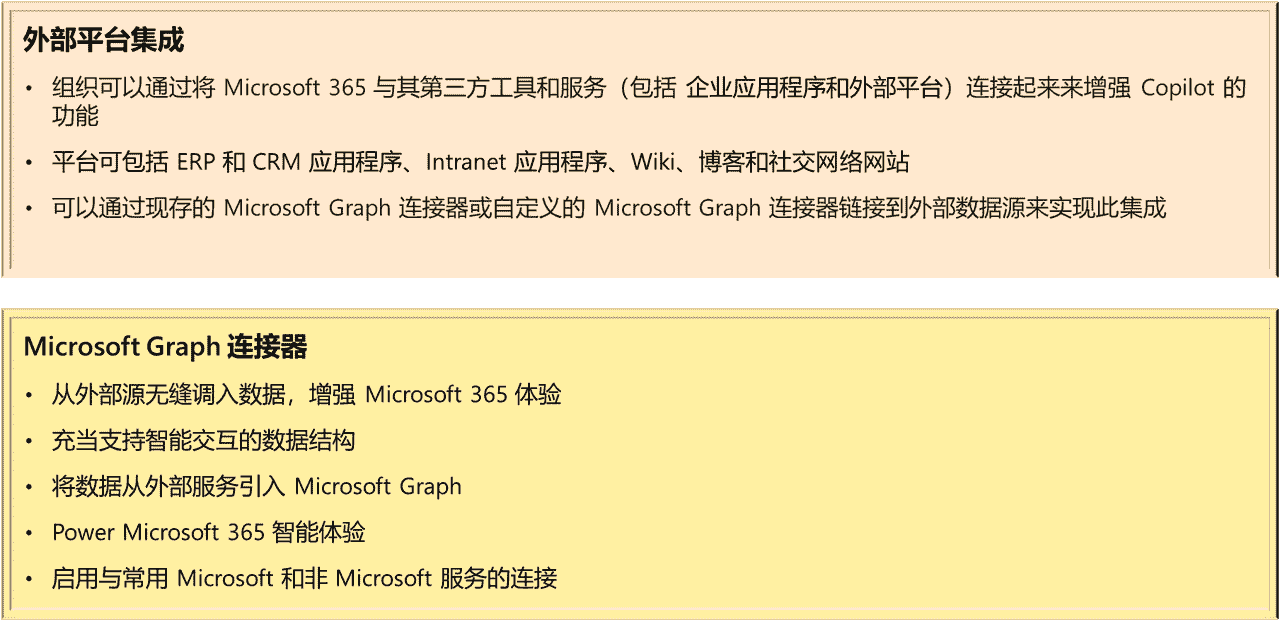 外部平台集成
• 组织可以通过将 Microsoft 365 与其第三方工具和服务（包括 企业应用程序和外部平台）连接起来来增强 Copilot 的
功能
• 平台可包括 ERP 和 CRM 应用程序、Intranet 应用程序、Wiki、博客和社交网络网站
• 可以通过现存的 Microsoft Graph 连接器或自定义的 Microsoft Graph 连接器链接到外部数据源来实现此集成
Microsoft Graph 连接器
• 从外部源无缝调入数据，增强 Microsoft 365 体验
• 充当支持智能交互的数据结构
• 将数据从外部服务引入 Microsoft Graph
• Power Microsoft 365 智能体验
• 启用与常用 Microsoft 和非 Microsoft 服务的连接